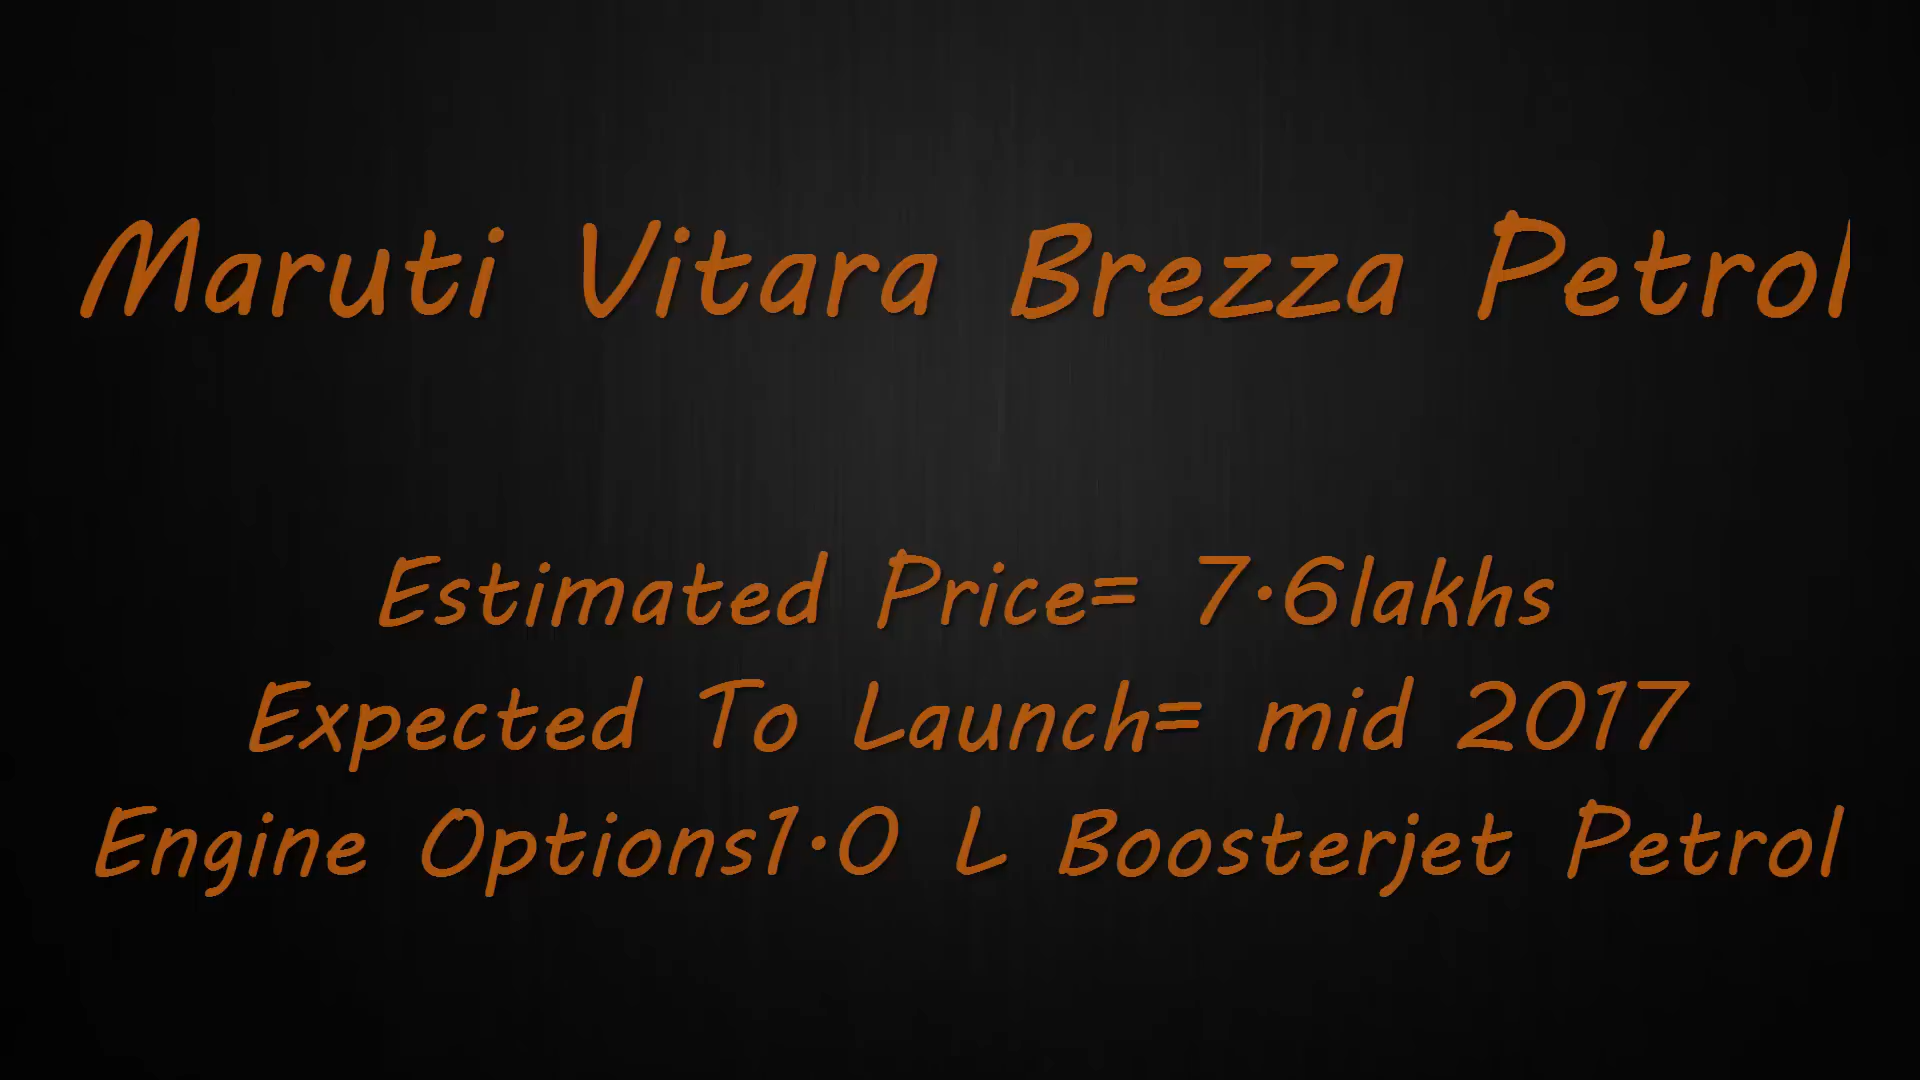 Maruti Vitara Brezza Petrol
Estimated Price= 7.6lakhs
Expected To Launch= mid 2017
Engine Options1.0 L Boosterjet Petrol